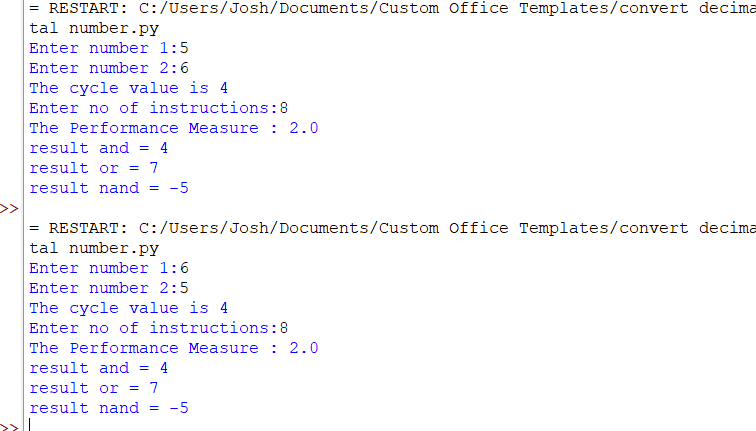 = RESTART: C:/Users/Josh/Documents/Custom Office Templates/convert decima
tal number.py
Enter number 1:5
Enter number 2:6
The cycle value is 4
Enter no of instructions:8
The Performance Measure : 2.0
result and = 4
result or = 7
result nand = -5
>>
= RESTART: C:/Users/Josh/Documents/Custom Office Templates/convert decima
tal number.py
Enter number 1:6
Enter number 2:5
The cycle value is 4
Enter no of instructions:8
The Performance Measure : 2.0
result and = 4
result or = 7
result nand = -5
>>